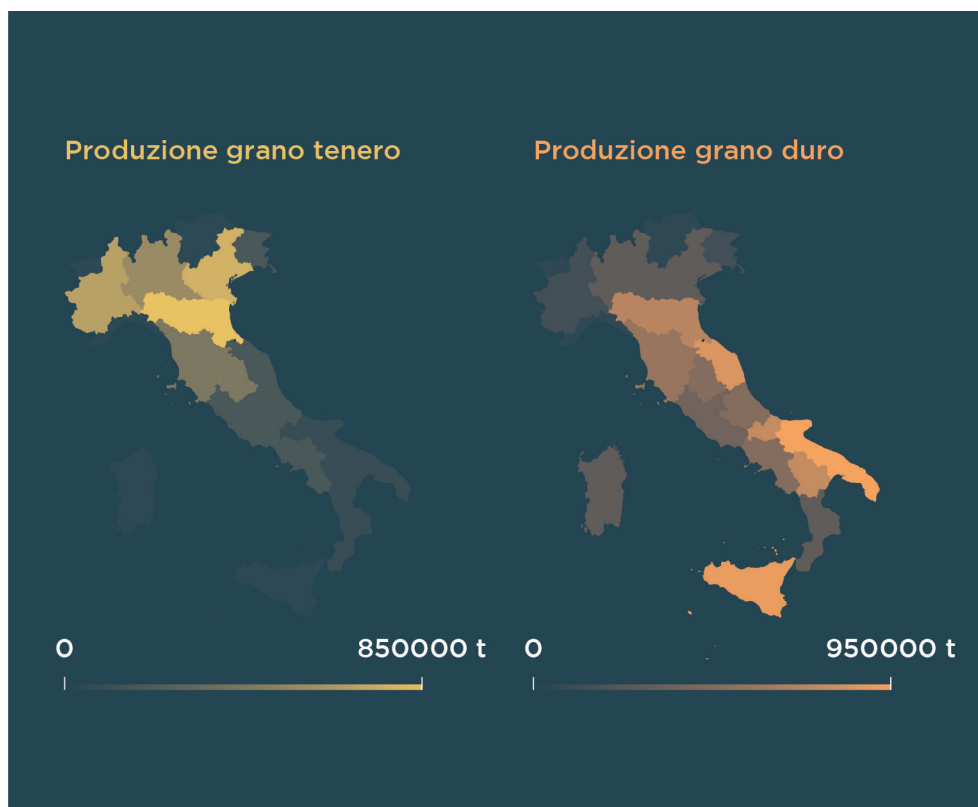 Produzione grano tenero
Produzione grano duro
0 850000 t
0 950000 t